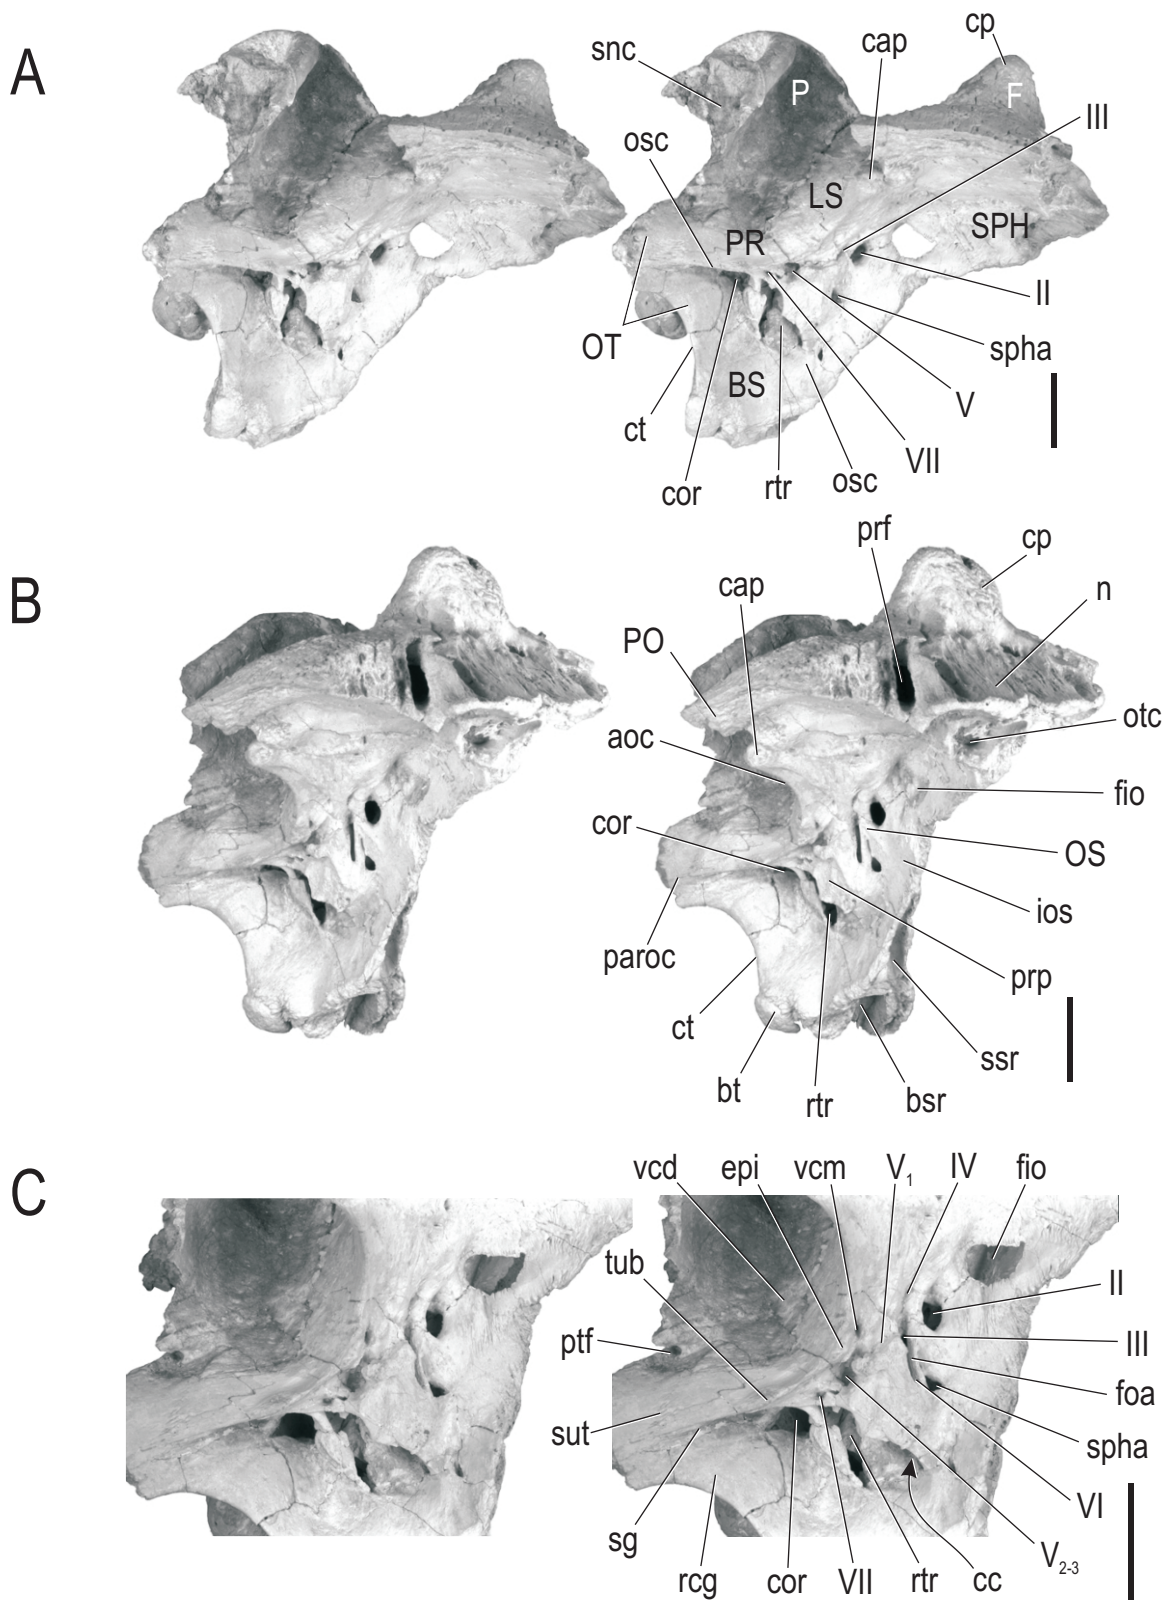 A
snc
cap
cp
P
F
III
osc
LS
PR
SPH
II
OT
spha
BS
V
ct
VII
cor
rtr
osc
B
prf
cp
cap
n
PO
otc
aoc
fio
cor
OS
ios
paroc
prp
ct
ssr
bt
rtr
bsr
C
vcd epi vcm V1 IV fio
tub
II
ptf
III
foa
sut
spha
sg
VI
V2-3
rcg cor VII rtr cc